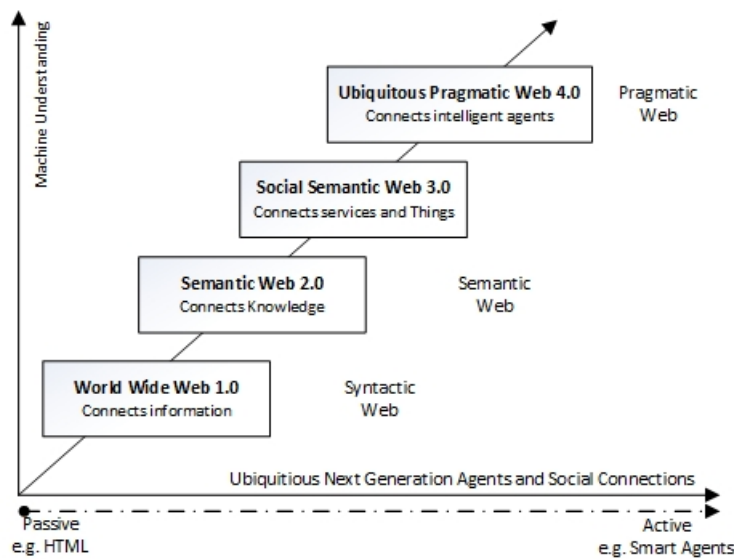 Machine Understanding
Ubiquitous Pragmatic Web 4.0
Connects intelligent agents
Pragmatic
Web
Social Semantic Web 3.0
Connects services and Things
Semantic Web 2.0
Connects Knowledge
Semantic
Web
World Wide Web 1.0
Connects information
Syntactic
Web
Ubiquitious Next Generation Agents and Social Connections
Passive
e.g. HTML
Active
e.g. Smart Agents